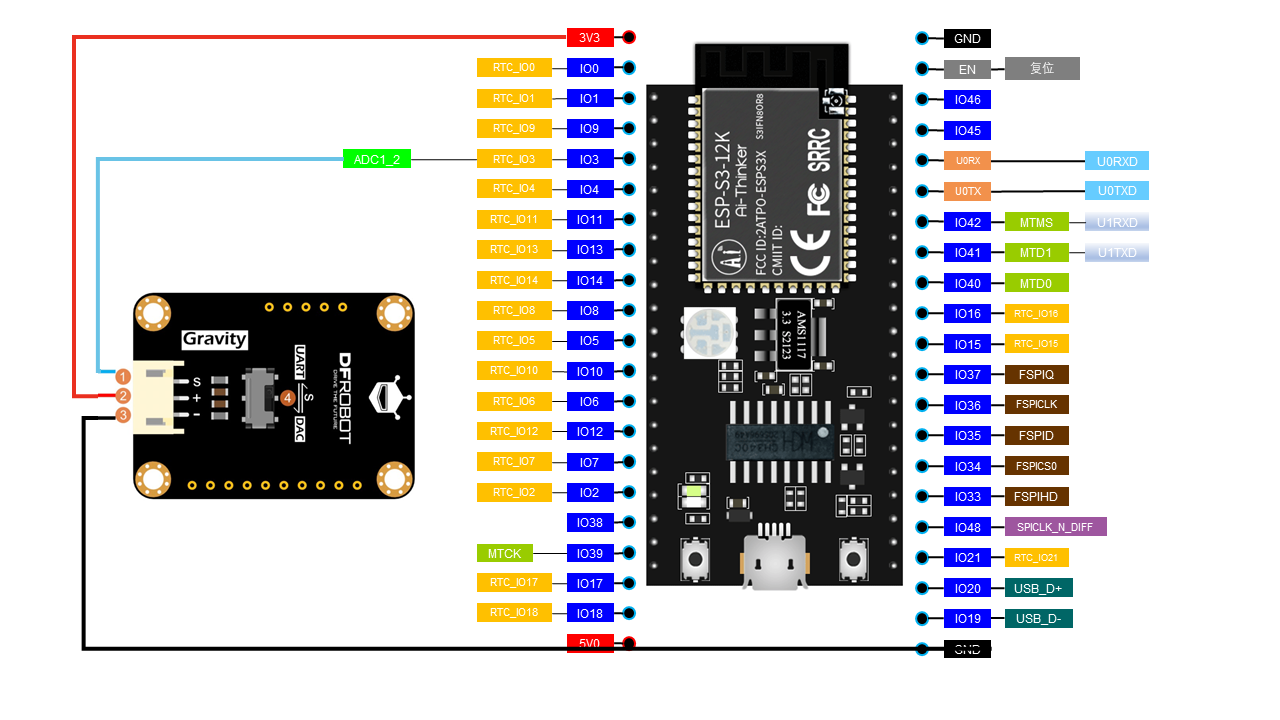 3V3
RTC_IO0 IO0
RTC_IO1 IO1
RTC_IO9 IO9
ADC1_2 RTC_IO3 IO3
RTC_IO4 IO4
RTC_IO11 IO11
RTC_IO13 IO13
RTC_IO14 IO14
RTC_IO8 IO8
RTC_IO5 IO5
RTC_IO10 IO10
RTC_IO6 IO6
RTC_IO12 IO12
RTC_IO7 IO7
RTC_IO2 IO2
IO38
MTCK IO39
RTC_IO17 IO17
RTC_IO18 IO18
5V0
Gravity
1
2
3
S
+
-
UART
4
S
DAC
DFROBOT
DRIVE THE FUTURE
ESP-S3-12K
Ai-Thinker
S3IFN8OR8
FCC ID:2ATPO-ESPS3X
CMIIT ID:
Ai
CE FC SRRC
AMS1117
3.3 S2123
GND
EN 复位
IO46
IO45
U0RX U0RXD
U0TX U0TXD
IO42 MTMS U1RXD
IO41 MTD1 U1TXD
IO40 MTD0
IO16 RTC_IO16
IO15 RTC_IO15
IO37 FSPIQ
IO36 FSPICLK
IO35 FSPID
IO34 FSPICS0
IO33 FSPIHD
IO48 SPICLK_N_DIFF
IO21 RTC_IO21
IO20 USB_D+
IO19 USB_D-
GND